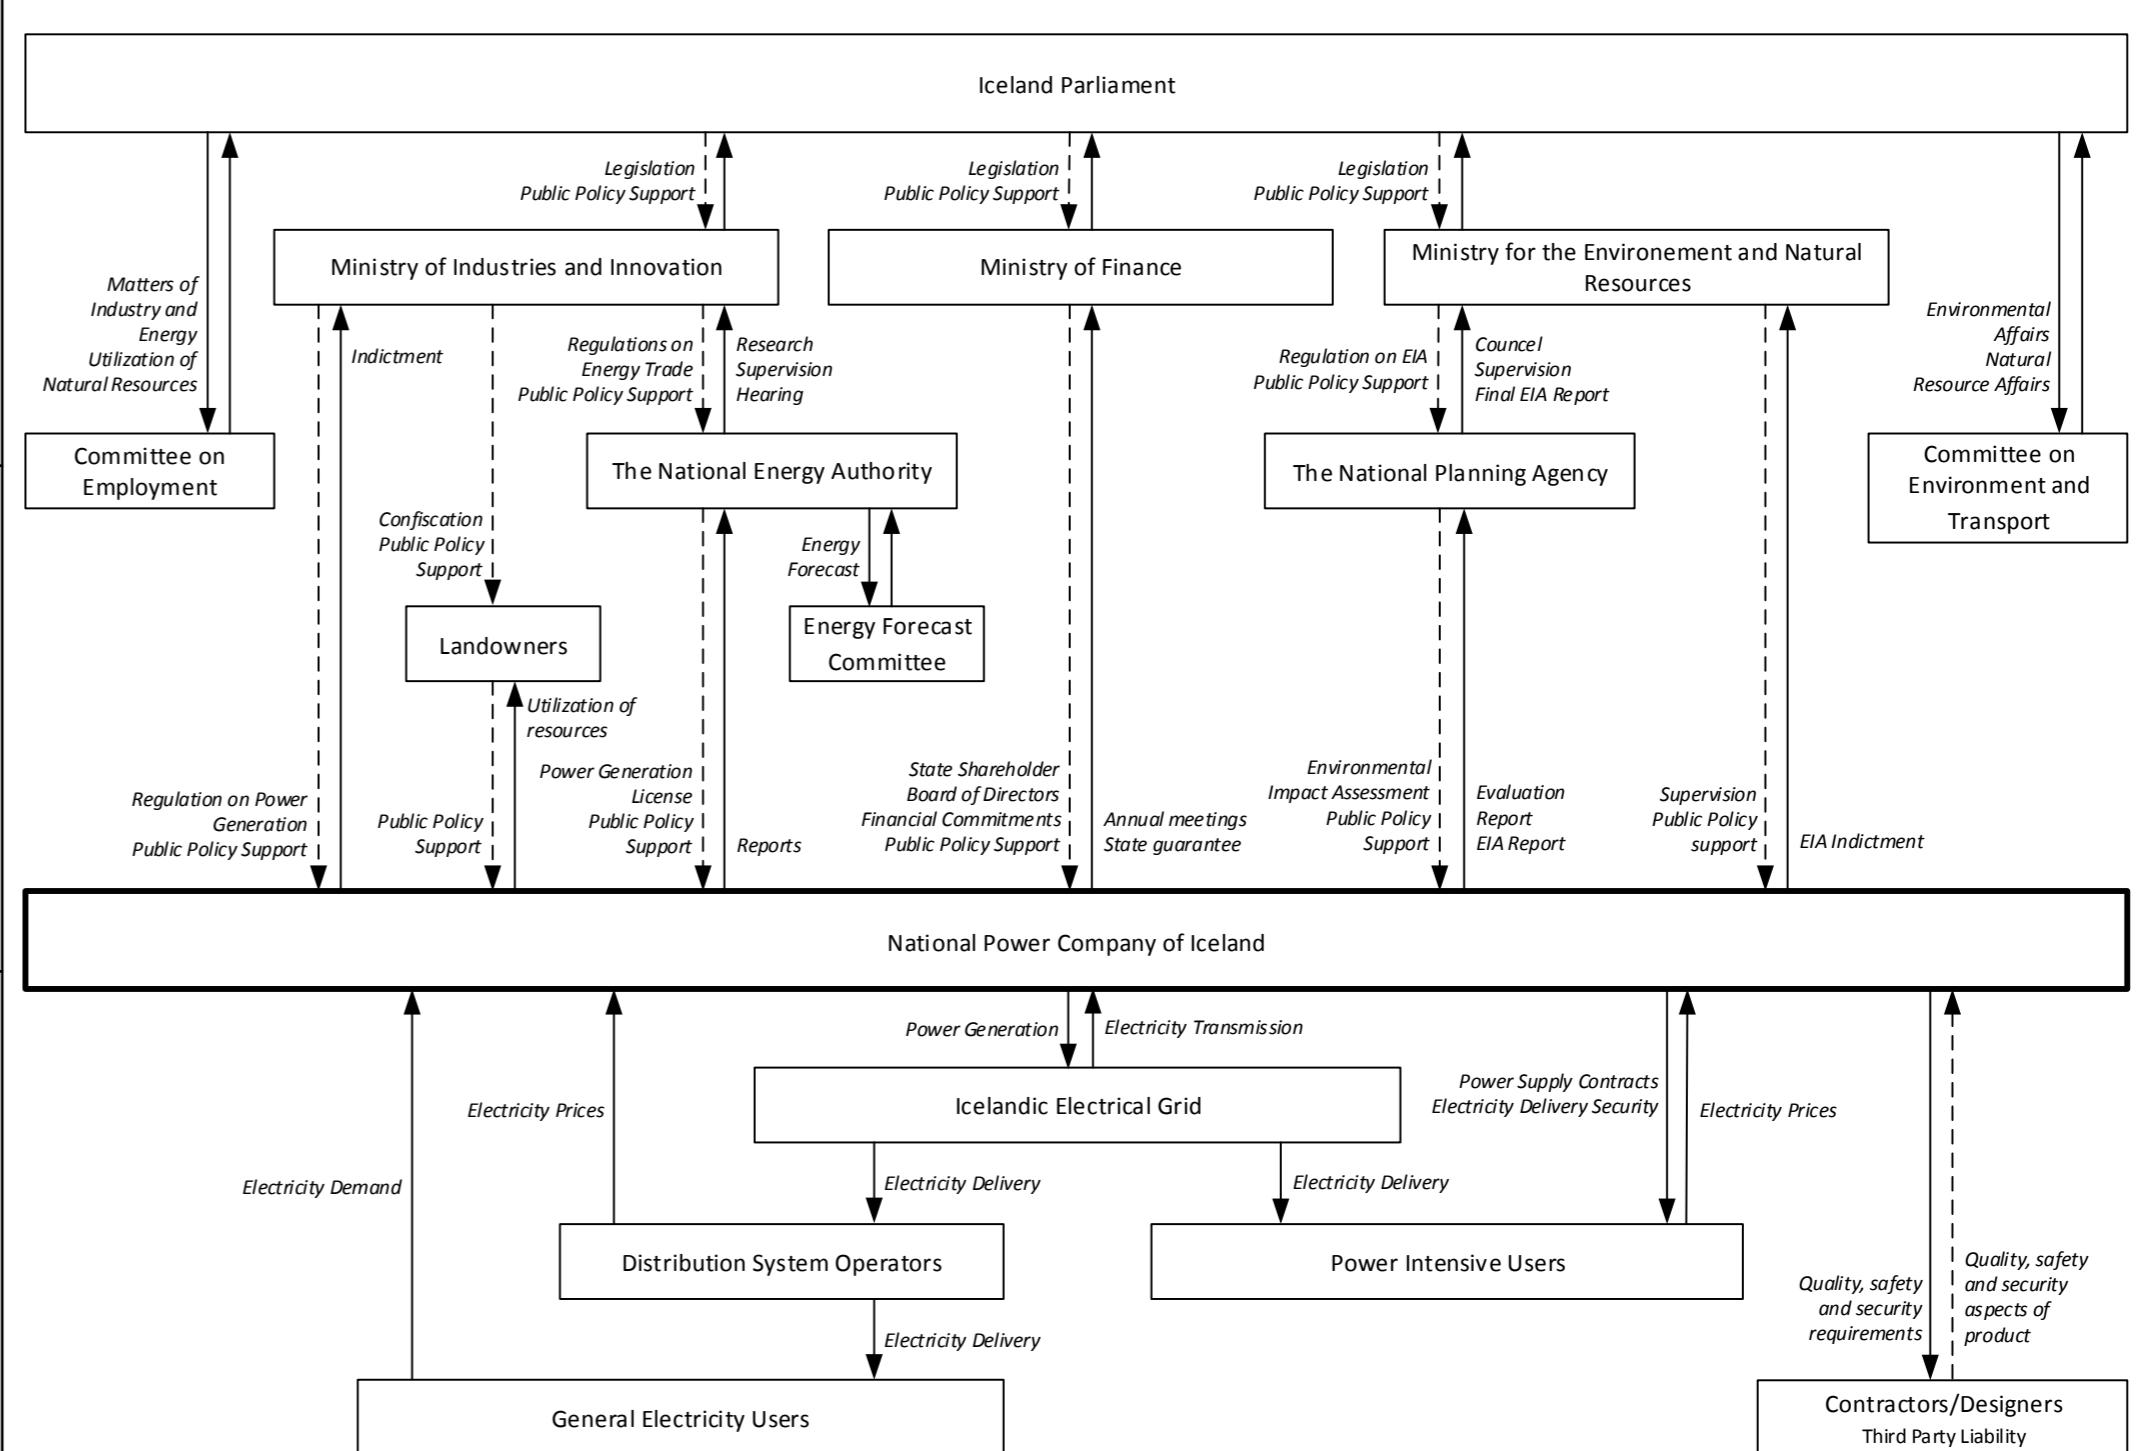 Iceland Parliament
Legislation
Public Policy Support
Legislation
Public Policy Support
Legislation
Public Policy Support
Ministry of Industries and Innovation
Ministry of Finance
Ministry for the Environement and Natural
Resources
Matters of
Industry and
Energy
Utilization of
Natural Resources
Indictment
Regulations on
Energy Trade
Public Policy Support
Research
Supervision
Hearing
Regulation on EIA
Public Policy Support
Councel
Supervision
Final EIA Report
Environmental
Affairs
Natural
Resource Affairs
Committee on
Employment
The National Energy Authority
The National Planning Agency
Committee on
Environment and
Transport
Confiscation
Public Policy
Support
Energy
Forecast
Landowners
Energy Forecast
Committee
Utilization of
resources
Regulation on Power
Generation
Public Policy Support
Public Policy
Support
Power Generation
License
Public Policy
Support
Reports
State Shareholder
Board of Directors
Financial Commitments
Public Policy Support
Annual meetings
State guarantee
Environmental
Impact Assessment
Public Policy
Support
Evaluation
Report
EIA Report
Supervision
Public Policy
support
EIA Indictment
National Power Company of Iceland
Power Generation
Electricity Transmission
Electricity Prices
Icelandic Electrical Grid
Power Supply Contracts
Electricity Delivery Security
Electricity Prices
Electricity Demand
Electricity Delivery
Electricity Delivery
Distribution System Operators
Power Intensive Users
Quality, safety
and security
requirements
Quality, safety
and security
aspects of
product
Electricity Delivery
General Electricity Users
Contractors/Designers
Third Party Liability